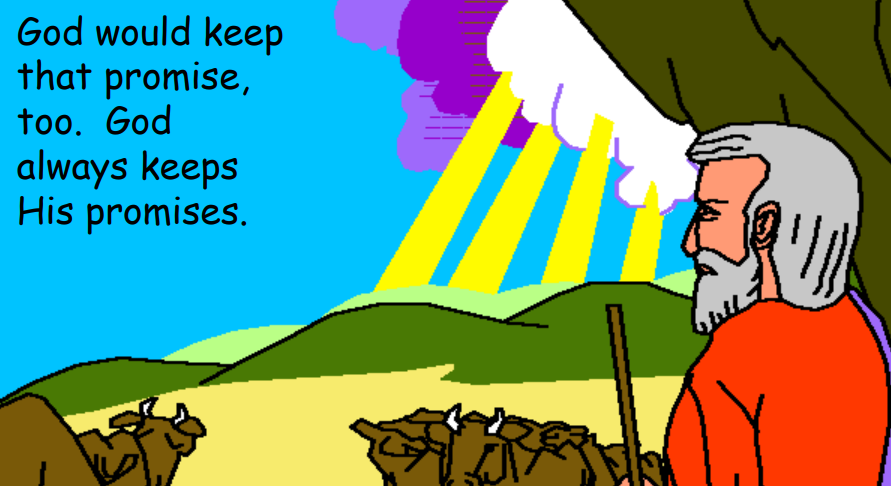 God would keep
that promise,
too.  God
always keeps
His promises.